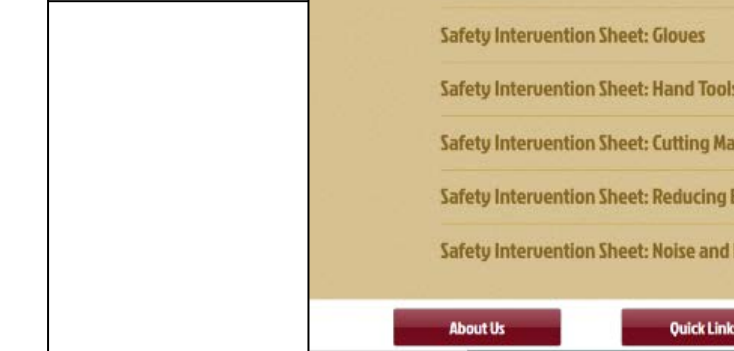 Safety Intervention Sheet: Gloves
Safety Intervention Sheet: Hand Tools
Safety Intervention Sheet: Cutting Ma
Safety Intervention Sheet: Reducing
Safety Intervention Sheet: Noise and
About Us
Quick Link